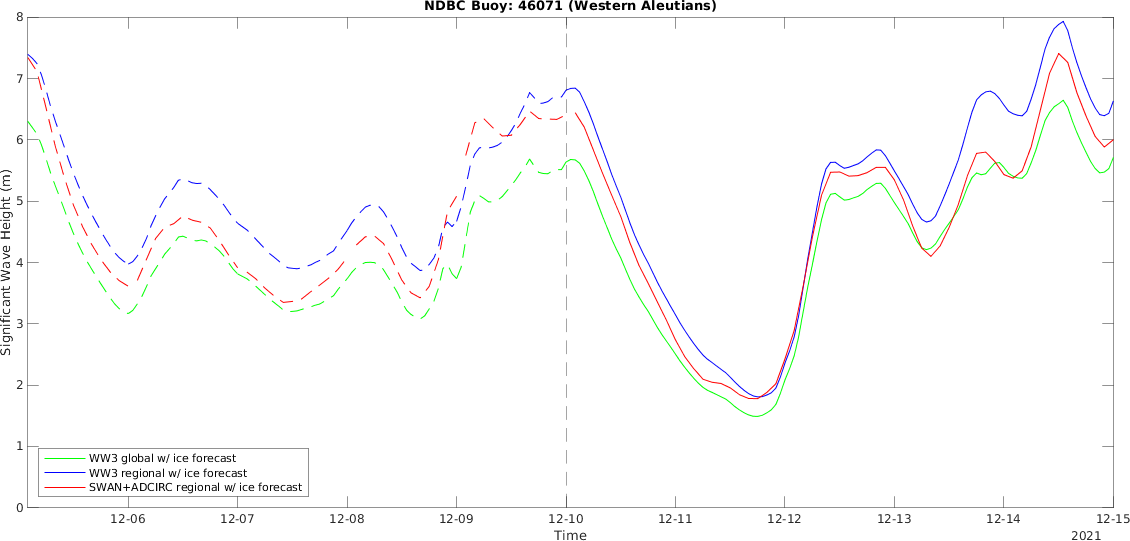 NDBC Buoy: 46071 (Western Aleutians)
8
7
6
5
4
3
2
1
0
Significant Wave Height (m)
WW3 global w/ ice forecast
WW3 regional w/ ice forecast
SWAN+ADCIRC regional w/ ice forecast
12-06 12-07 12-08 12-09 12-10 12-11 12-12 12-13 12-14 12-15
Time
2021